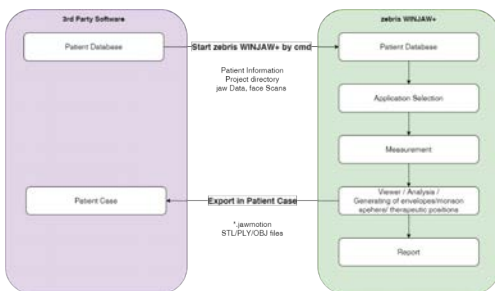 3rd Party Software
zebris WINJAW+
Patient Database
Start zebris WINJAW+ by cmd
Patient Database
Patient Information
Project directory
jaw Data, face Scans
Application Selection
Measurement
Patient Case
Export in Patient Case
Viewer / Analysis /
Generating of envelopes/monson
sphere/ therapeutic positions
*.jawmotion
STL/PLY/OBJ files
Report